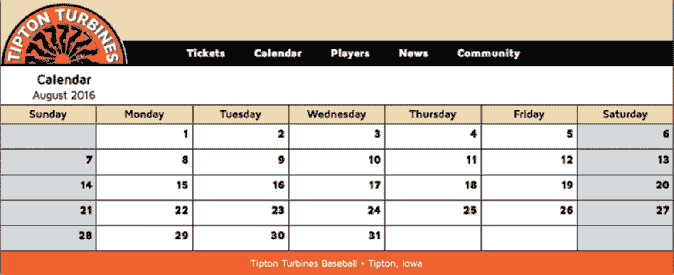 TIPTON TURBINES
Tickets Calendar Players News Community
Calendar
August 2016
Sunday Monday Tuesday Wednesday Thursday Friday Saturday
1 2 3 4 5 6
7 8 9 10 11 12 13
14 15 16 17 18 19 20
21 22 23 24 25 26 27
28 29 30 31
Tipton Turbines Baseball • Tipton, Iowa